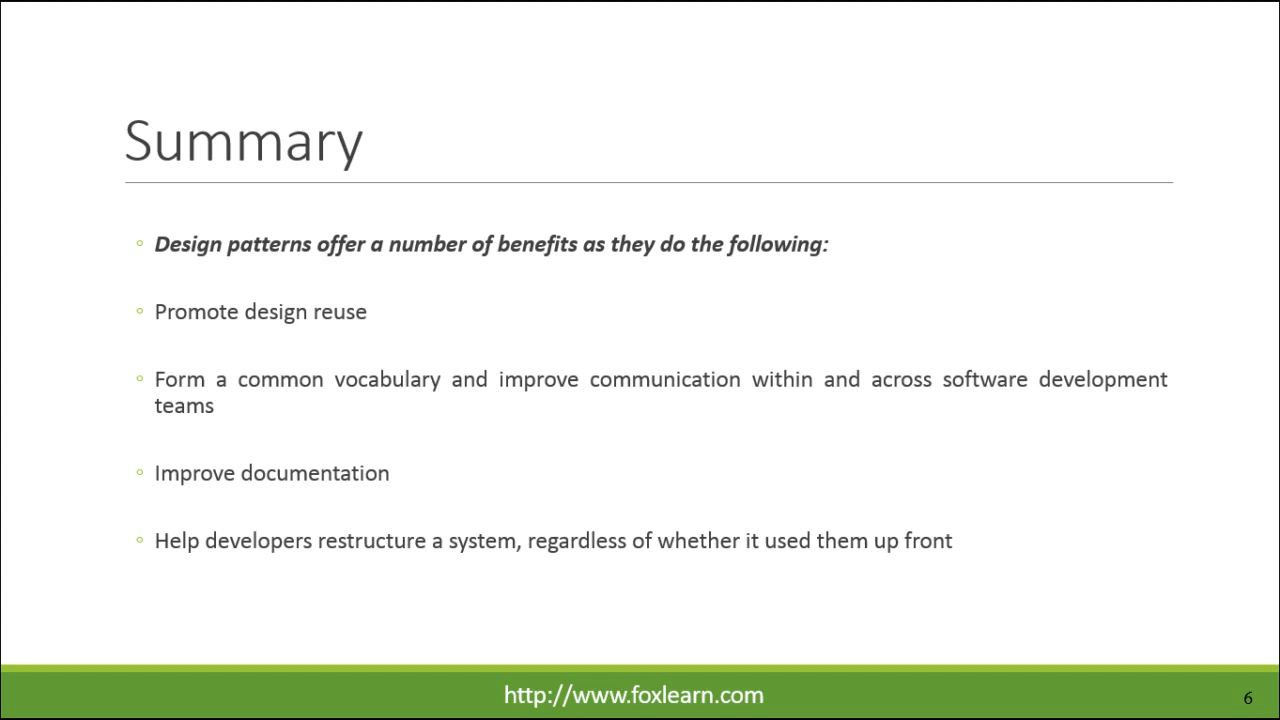 Summary
◦ Design patterns offer a number of benefits as they do the following:
◦ Promote design reuse
◦ Form a common vocabulary and improve communication within and across software development
teams
◦ Improve documentation
◦ Help developers restructure a system, regardless of whether it used them up front
http://www.foxlearn.com
6